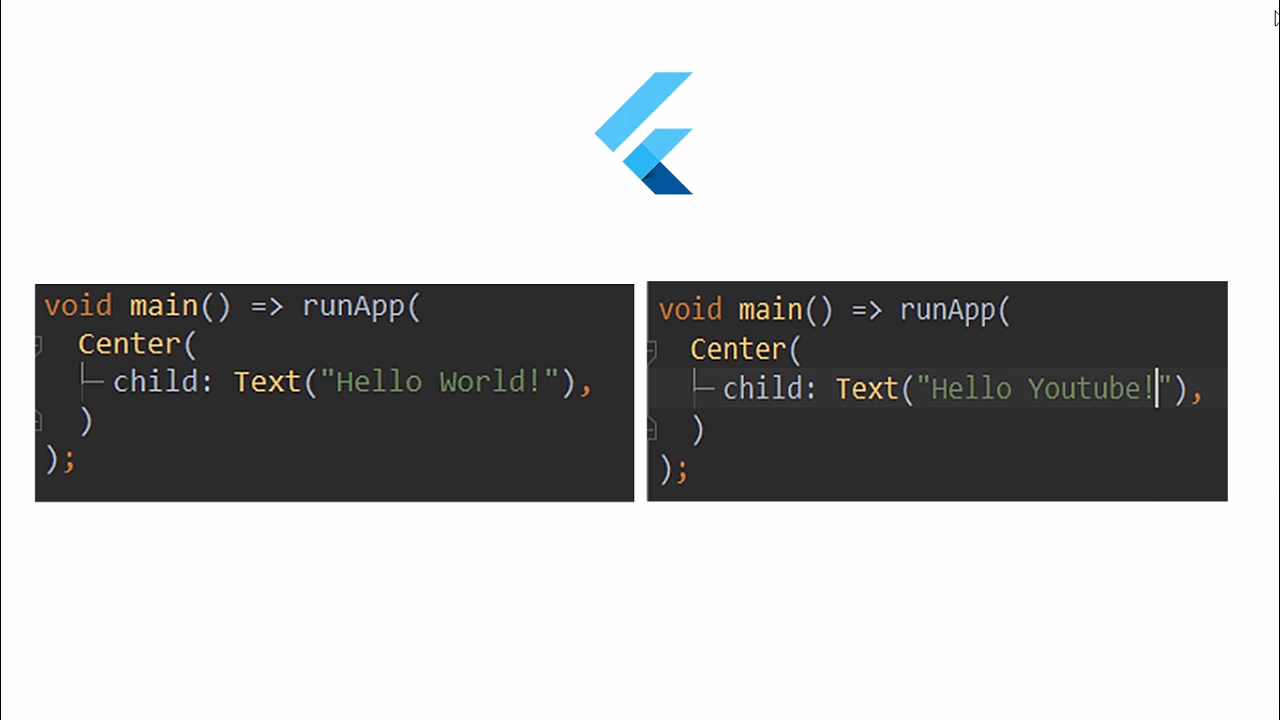 void main() => runApp(
Center(
child: Text("Hello World!"),
)
);
void main() => runApp(
Center(
child: Text("Hello Youtube!"),
)
);